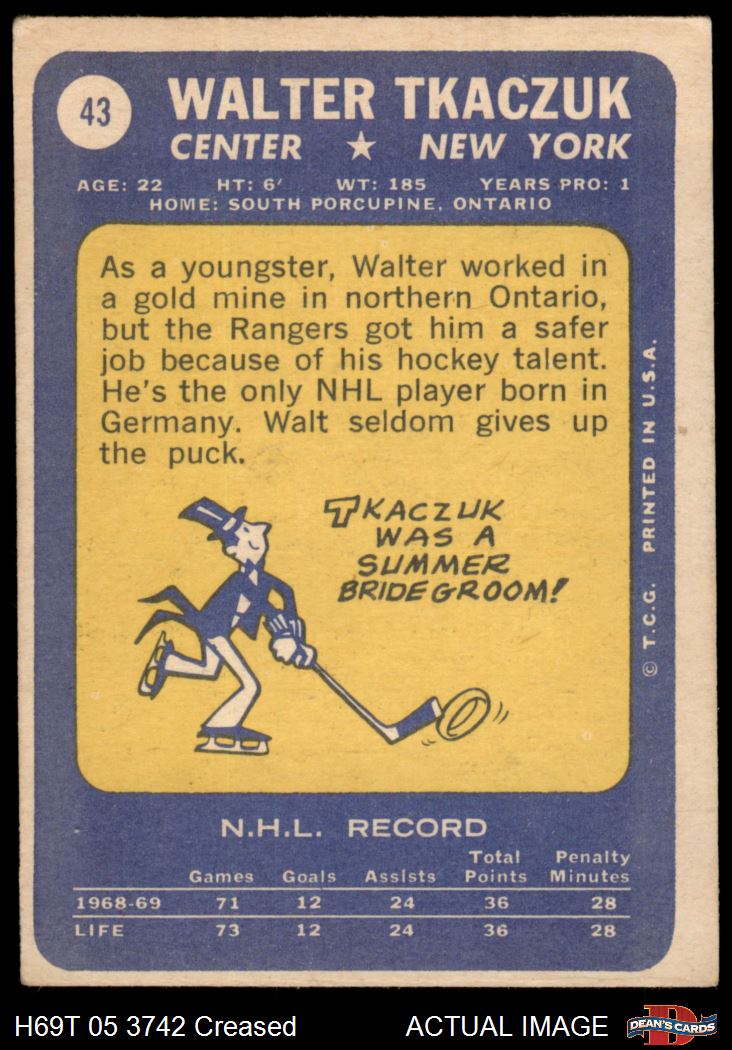 43
WALTER TKACZUK
CENTER ★ NEW YORK
AGE: 22 HT: 6′ WT: 185 YEARS PRO: 1
HOME: SOUTH PORCUPINE, ONTARIO
As a youngster, Walter worked in
a gold mine in northern Ontario,
but the Rangers got him a safer
job because of his hockey talent.
He's the only NHL player born in
Germany. Walt seldom gives up
the puck.
TKACZUK
WAS A
SUMMER
BRIDEGROOM!
© T.C.G. PRINTED IN U.S.A.
N.H.L. RECORD
Games Goals Assists Total Points Penalty Minutes
1968-69 71 12 24 36 28
LIFE 73 12 24 36 28
H69T 05 3742 Creased ACTUAL IMAGE
D
DEAN'S CARDS